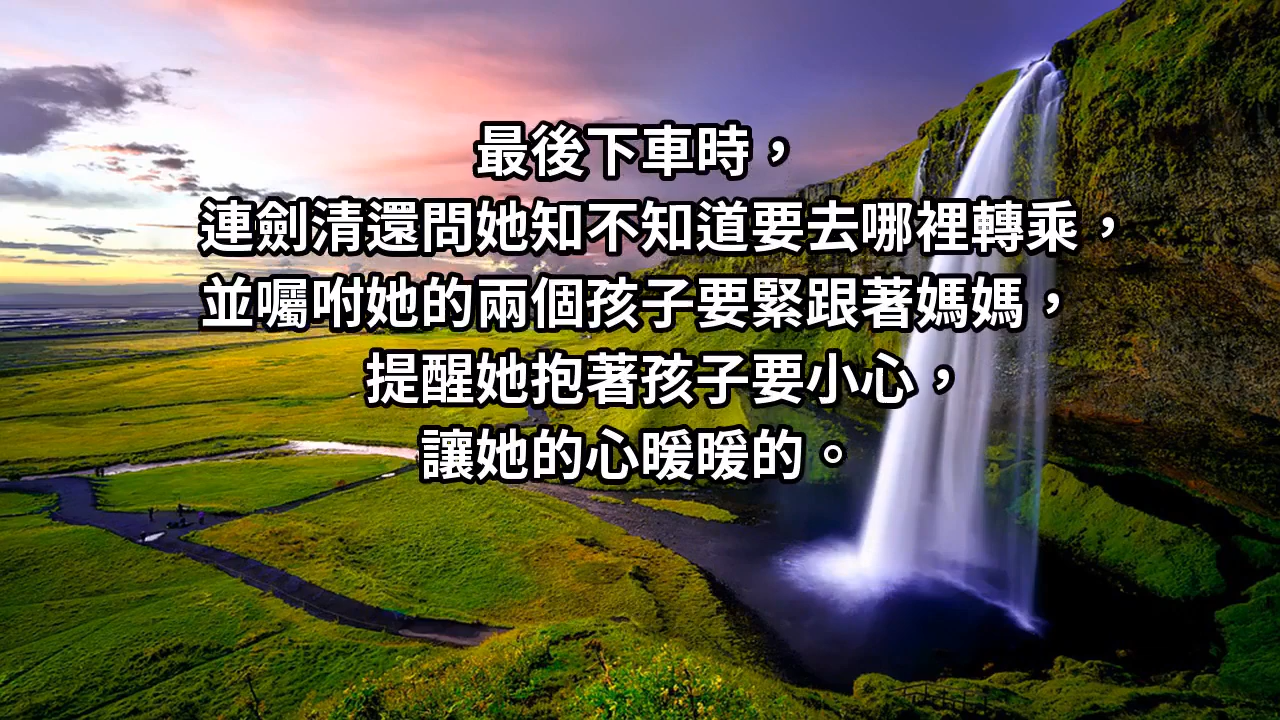 最後下車時，
連劍清還問她知不知道要去哪裡轉乘，
並囑咐她的兩個孩子要緊跟著媽媽，
提醒她抱著孩子要小心，
讓她的心暖暖的。